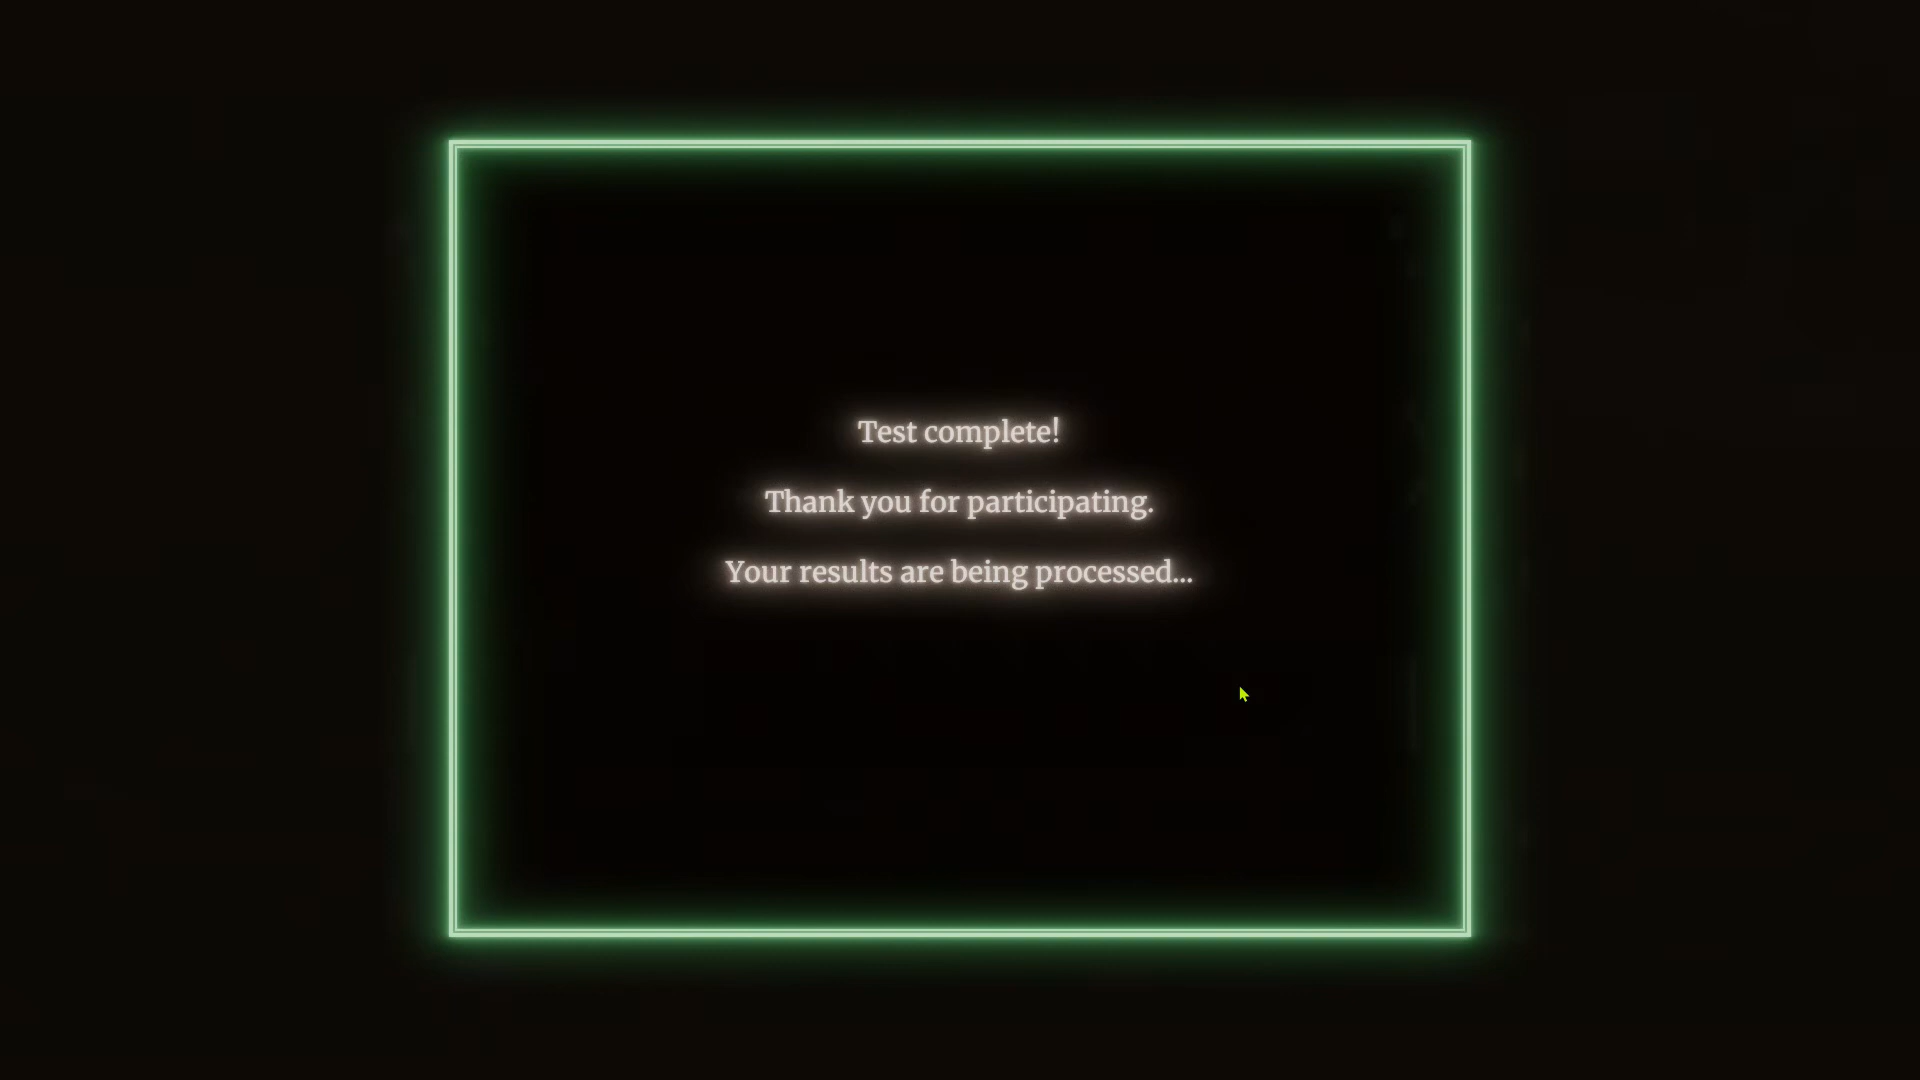 Test complete!
Thank you for participating.
Your results are being processed...